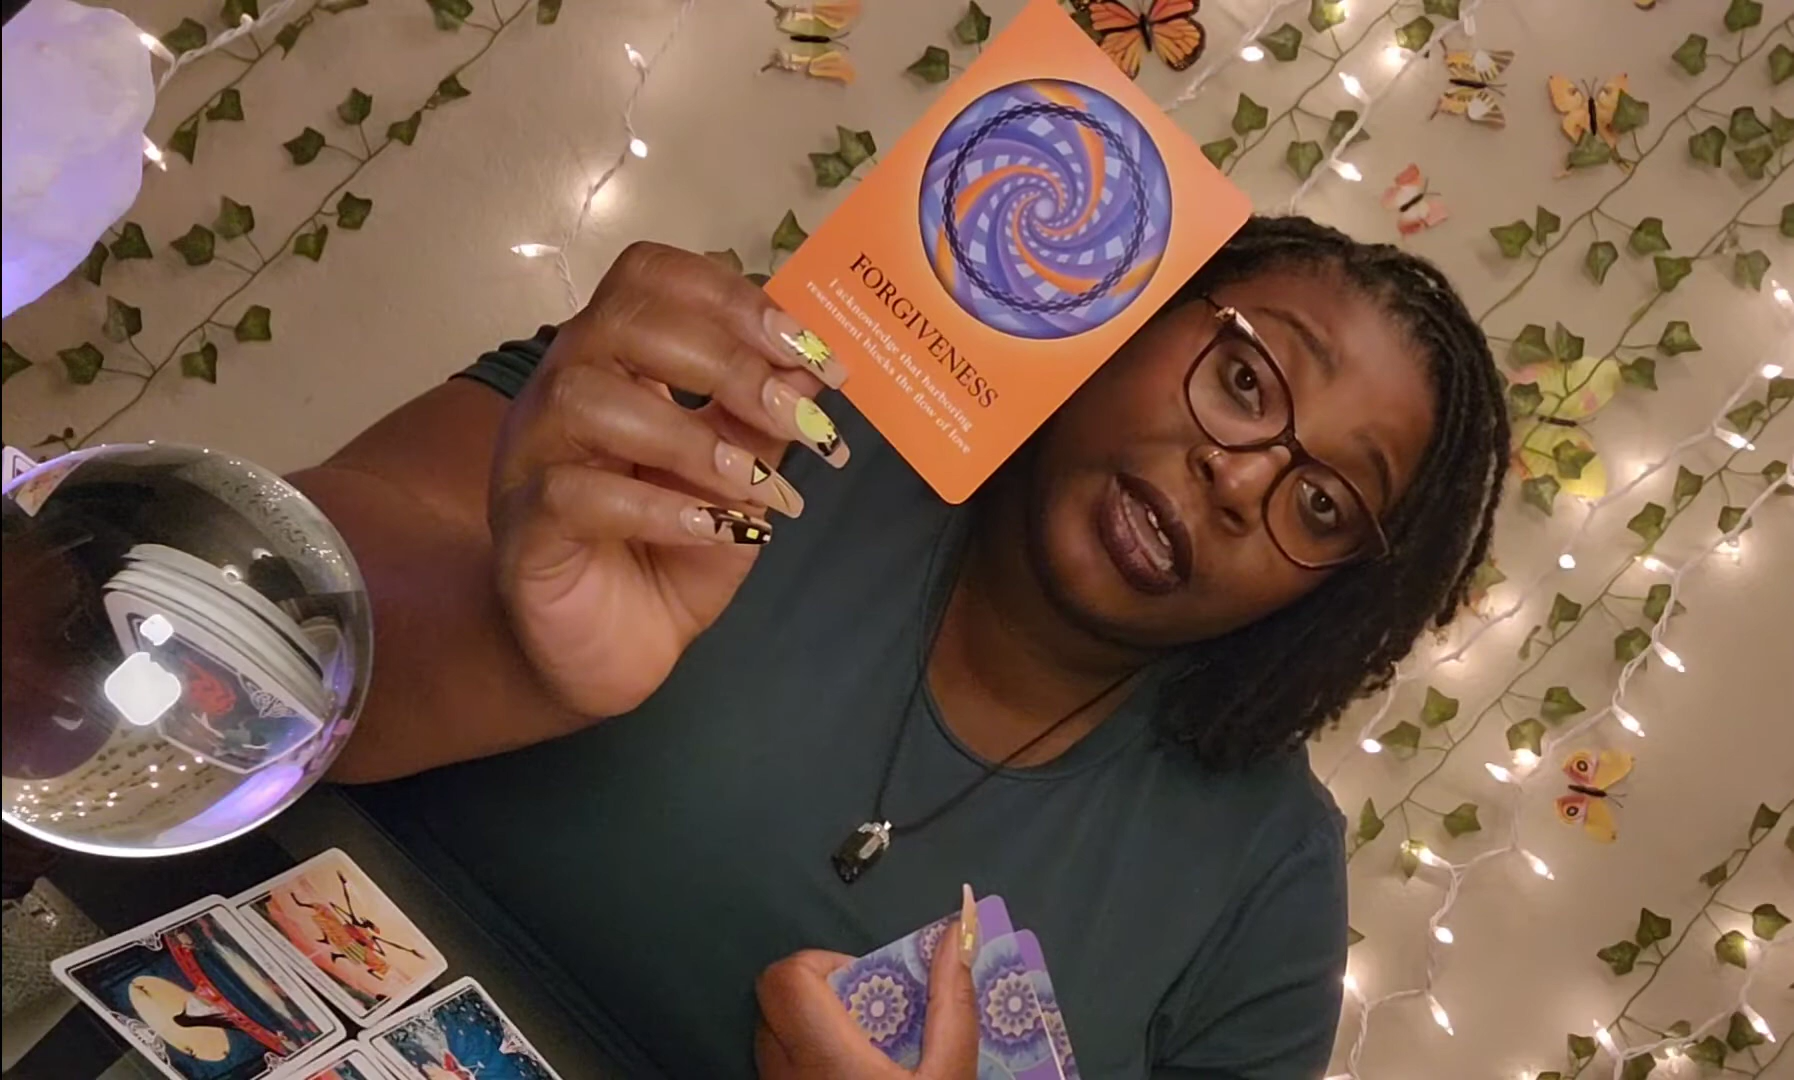 FORGIVENESS
I acknowledge that harboring
resentment blocks the flow of love